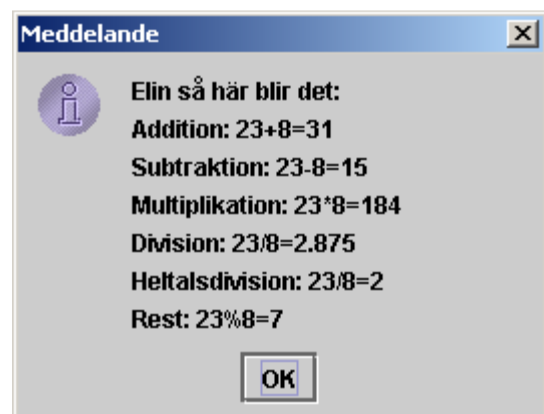 Meddelande
Elin så här blir det:
Addition: 23+8=31
Subtraktion: 23-8=15
Multiplikation: 23*8=184
Division: 23/8=2.875
Heltalsdivision: 23/8=2
Rest: 23%8=7
OK